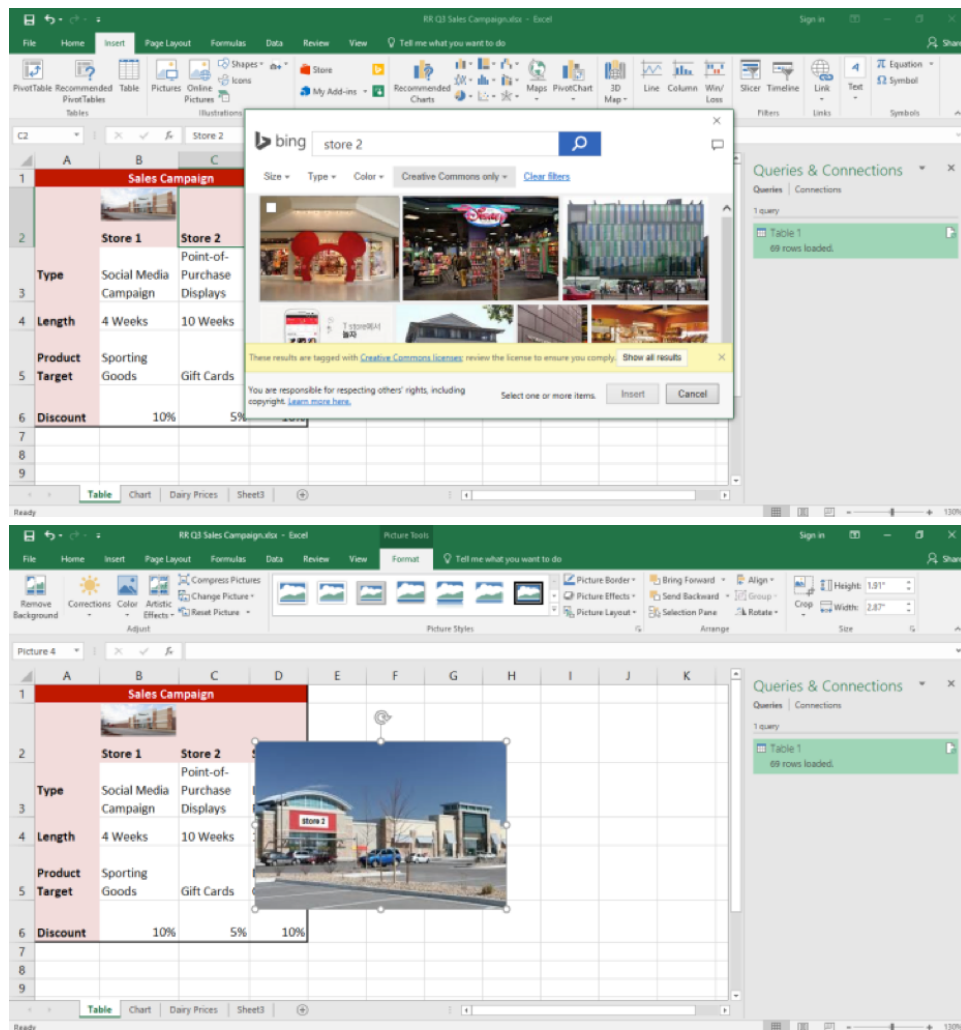 RR Q3 Sales Campaign.xlsx - Excel
Sign in
File Home Insert Page Layout Formulas Data Review View Tell me what you want to do
Share
PivotTable Recommended PivotTables Table
Pictures Online Pictures Shapes Icons
Store
My Add-ins
Recommended Charts
Maps PivotChart
3D Map
Line Column Win/Loss
Slicer Timeline
Link
Text
Equation
Symbol
Tables Illustrations Filters Links Symbols
C2 fx Store 2
bing store 2
Size Type Color Creative Commons only Clear filters
Disney
These results are tagged with Creative Commons licenses; review the license to ensure you comply. Show all results
You are responsible for respecting others' rights, including copyright. Learn more here.
Select one or more items. Insert Cancel
A B C
1 Sales Campaign
2 Store 1 Store 2
3 Type Social Media Campaign Point-of-Purchase Displays
4 Length 4 Weeks 10 Weeks
5 Product Target Sporting Goods Gift Cards
6 Discount 10% 5%
7
8
9
Queries & Connections
Queries Connections
1 query
Table 1
69 rows loaded.
Table Chart Dairy Prices Sheet3
Ready
130%
RR Q3 Sales Campaign.xlsx - Excel
Picture Tools
Sign in
File Home Insert Page Layout Formulas Data Review View Format Tell me what you want to do
Share
Remove Background
Corrections Color Artistic Effects
Compress Pictures
Change Picture
Reset Picture
Picture Border
Picture Effects
Picture Layout
Bring Forward
Send Backward
Selection Pane
Align
Group
Rotate
Crop
Height: 1.91"
Width: 2.87"
Adjust Picture Styles Arrange Size
Picture 4 fx
A B C D E F G H I J K
1 Sales Campaign
2 Store 1 Store 2
3 Type Social Media Campaign Point-of-Purchase Displays
4 Length 4 Weeks 10 Weeks
5 Product Target Sporting Goods Gift Cards
6 Discount 10% 5% 10%
7
8
9
store 2
Queries & Connections
Queries Connections
1 query
Table 1
69 rows loaded.
Table Chart Dairy Prices Sheet3
Ready
130%